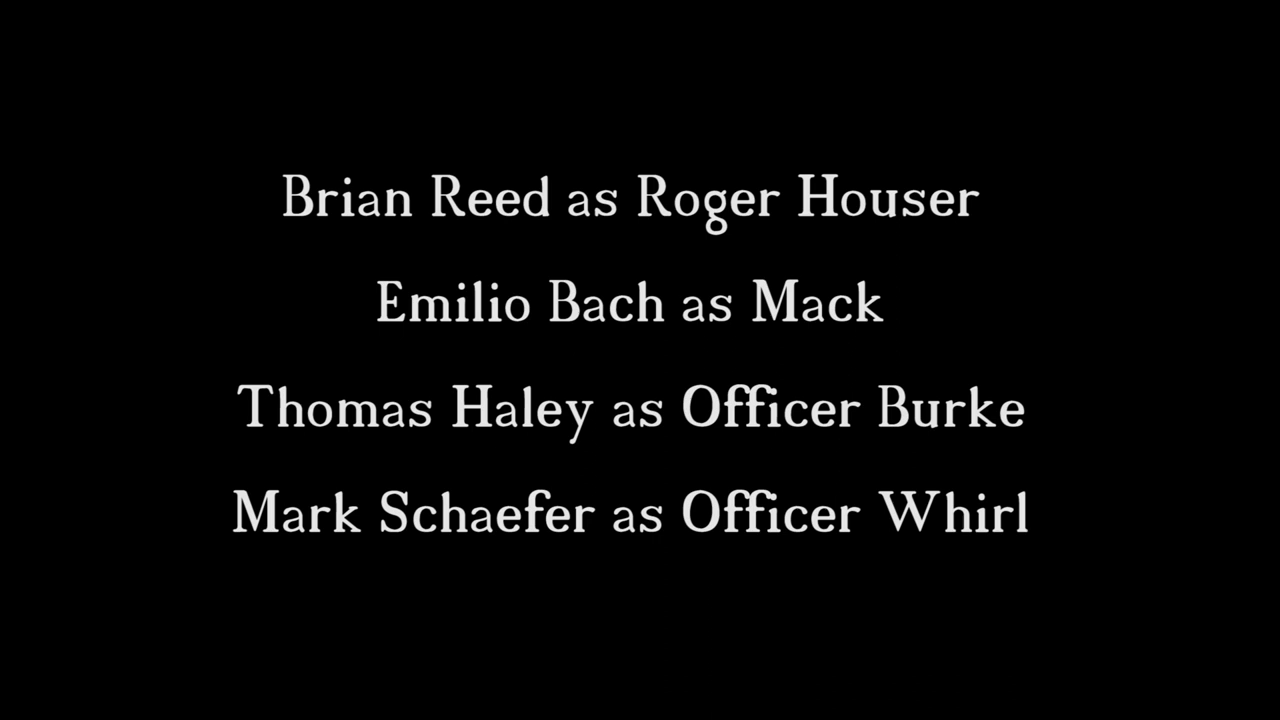 Brian Reed as Roger Houser
Emilio Bach as Mack
Thomas Haley as Officer Burke
Mark Schaefer as Officer Whirl